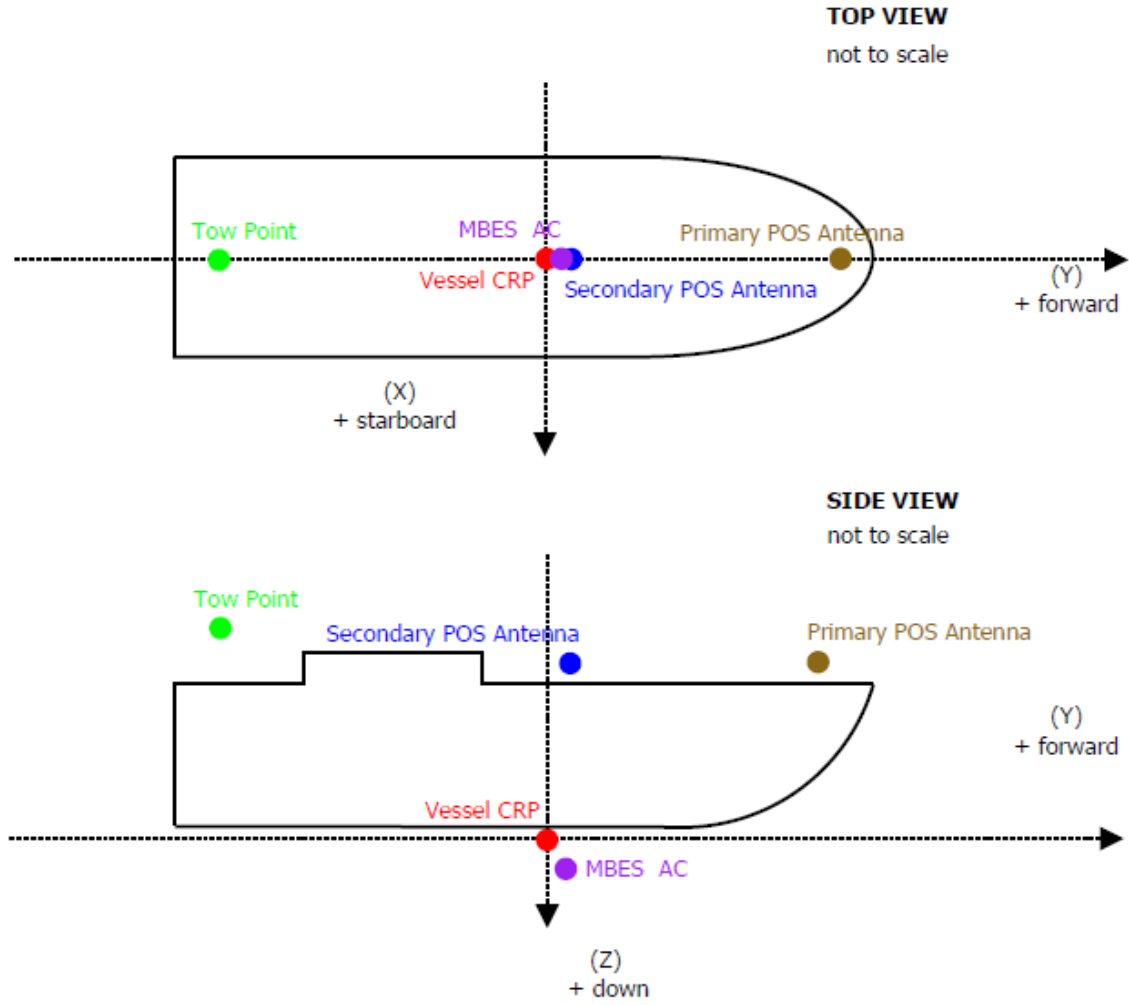 TOP VIEW
not to scale
Tow Point
MBES AC
Primary POS Antenna
Vessel CRP
Secondary POS Antenna
(Y)
+ forward
(X)
+ starboard
SIDE VIEW
not to scale
Tow Point
Secondary POS Antenna
Primary POS Antenna
(Y)
+ forward
Vessel CRP
MBES AC
(Z)
+ down